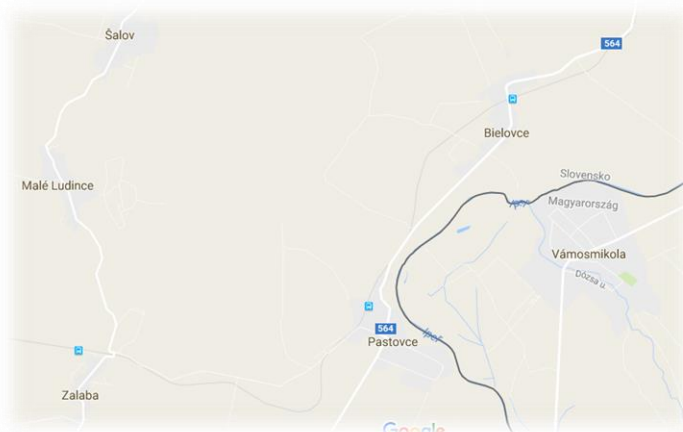 Šalov
564
Bielovce
Slovensko
Magyarország
Malé Ludince
Vámosmikola
Dózsa u.
564
Pastovce
Zalaba
Google